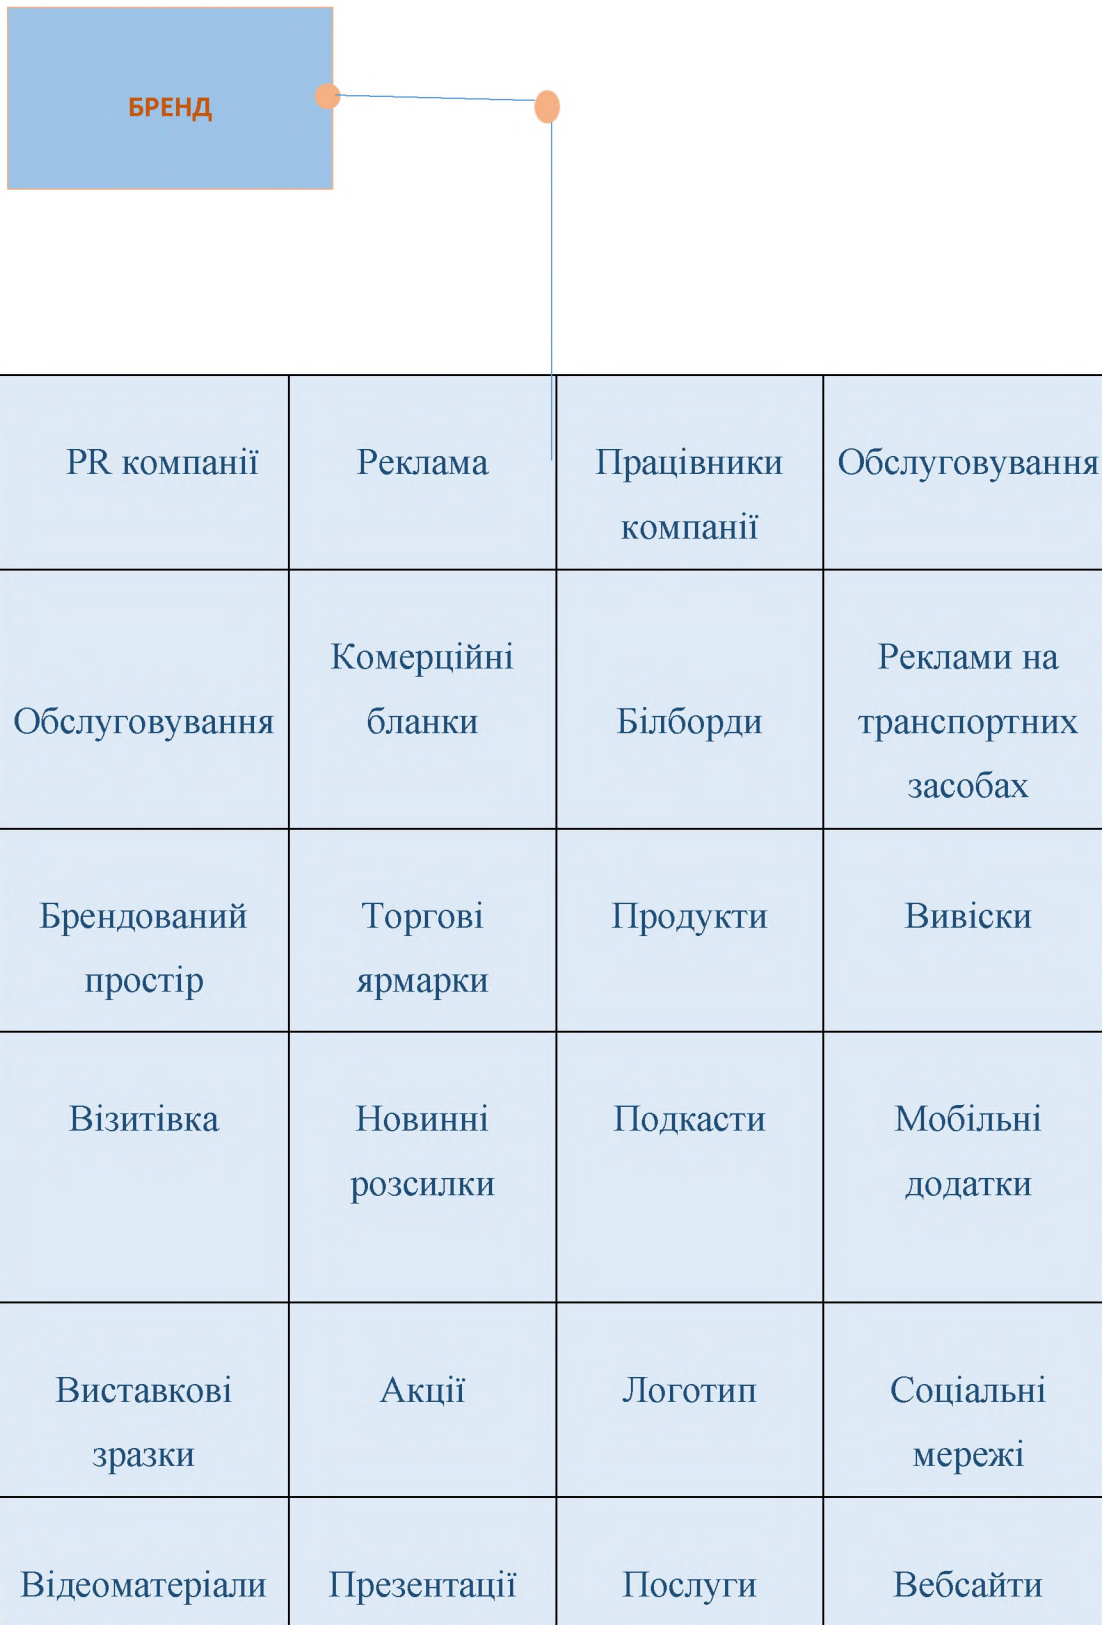 БРЕНД
PR компанії
Реклама
Працівники
компанії
Обслуговування
Обслуговування
Комерційні
бланки
Білборди
Реклами на
транспортних
засобах
Брендований
простір
Торгові
ярмарки
Продукти
Вивіски
Візитівка
Новинні
розсилки
Подкасти
Мобільні
додатки
Виставкові
зразки
Акції
Логотип
Соціальні
мережі
Відеоматеріали
Презентації
Послуги
Вебсайти